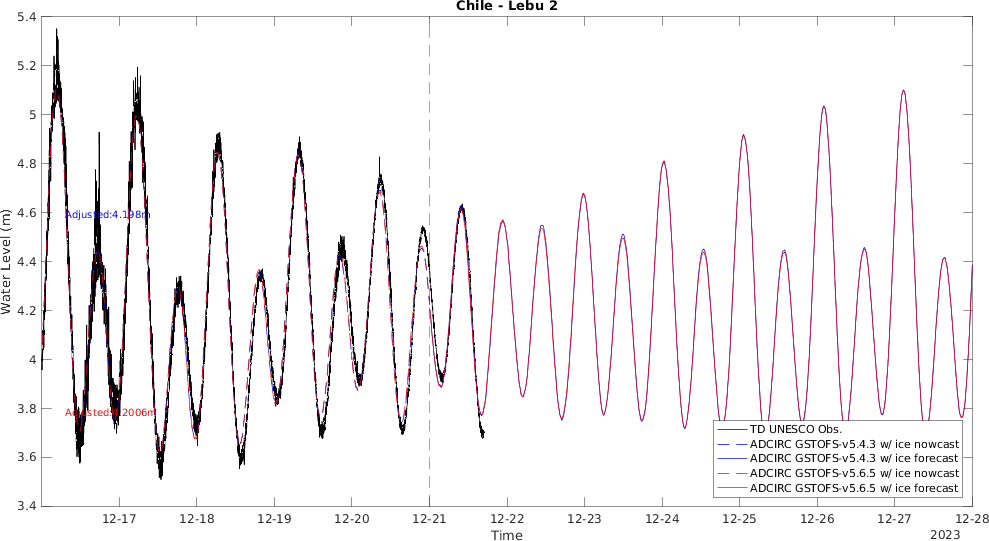 Chile - Lebu 2
Water Level (m)
5.4
5.2
5
4.8
4.6
4.4
4.2
4
3.8
3.6
3.4
Adjusted:4.198m
Adjusted:4.2006m
TD UNESCO Obs.
ADCIRC GSTOFS-v5.4.3 w/ ice nowcast
ADCIRC GSTOFS-v5.4.3 w/ ice forecast
ADCIRC GSTOFS-v5.6.5 w/ ice nowcast
ADCIRC GSTOFS-v5.6.5 w/ ice forecast
12-17 12-18 12-19 12-20 12-21 12-22 12-23 12-24 12-25 12-26 12-27 12-28
Time
2023